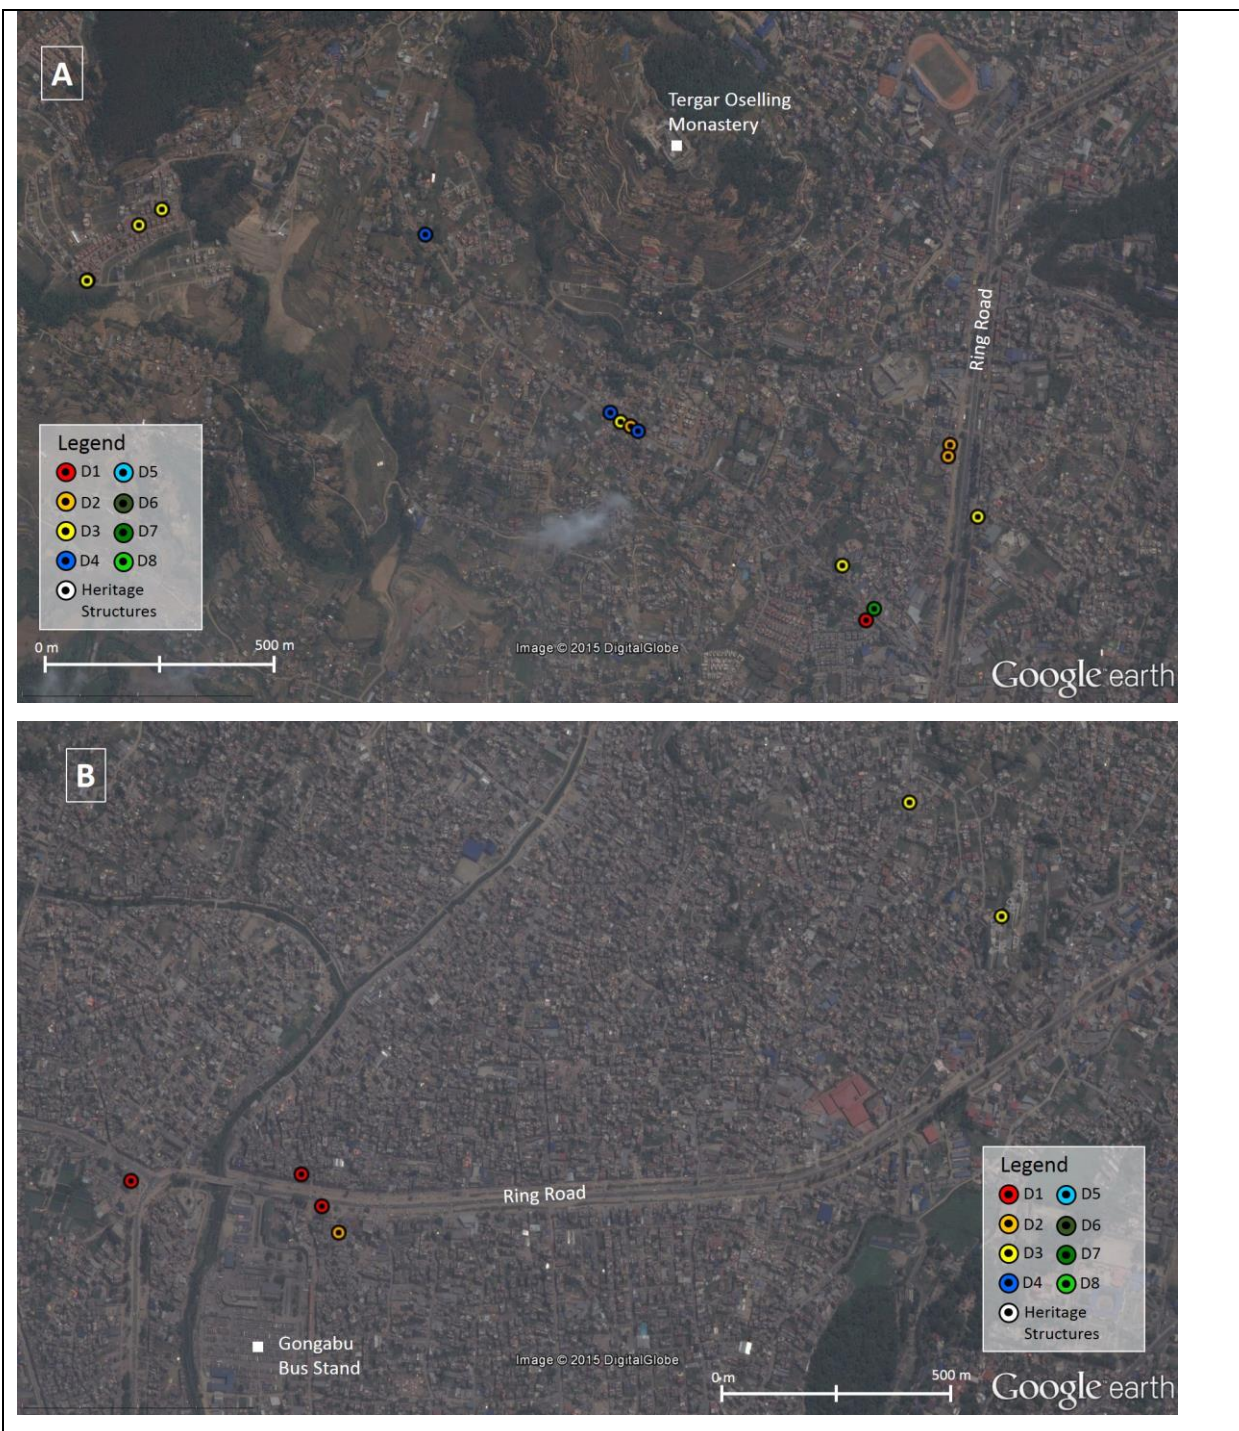 A
Tergar Oselling
Monastery
Ring Road
Legend
D1 D5
D2 D6
D3 D7
D4 D8
Heritage
Structures
0 m 500 m
Image © 2015 DigitalGlobe
Google earth
B
Ring Road
Legend
D1 D5
D2 D6
D3 D7
D4 D8
Heritage
Structures
Gongabu
Bus Stand
Image © 2015 DigitalGlobe
0 m 500 m
Google earth